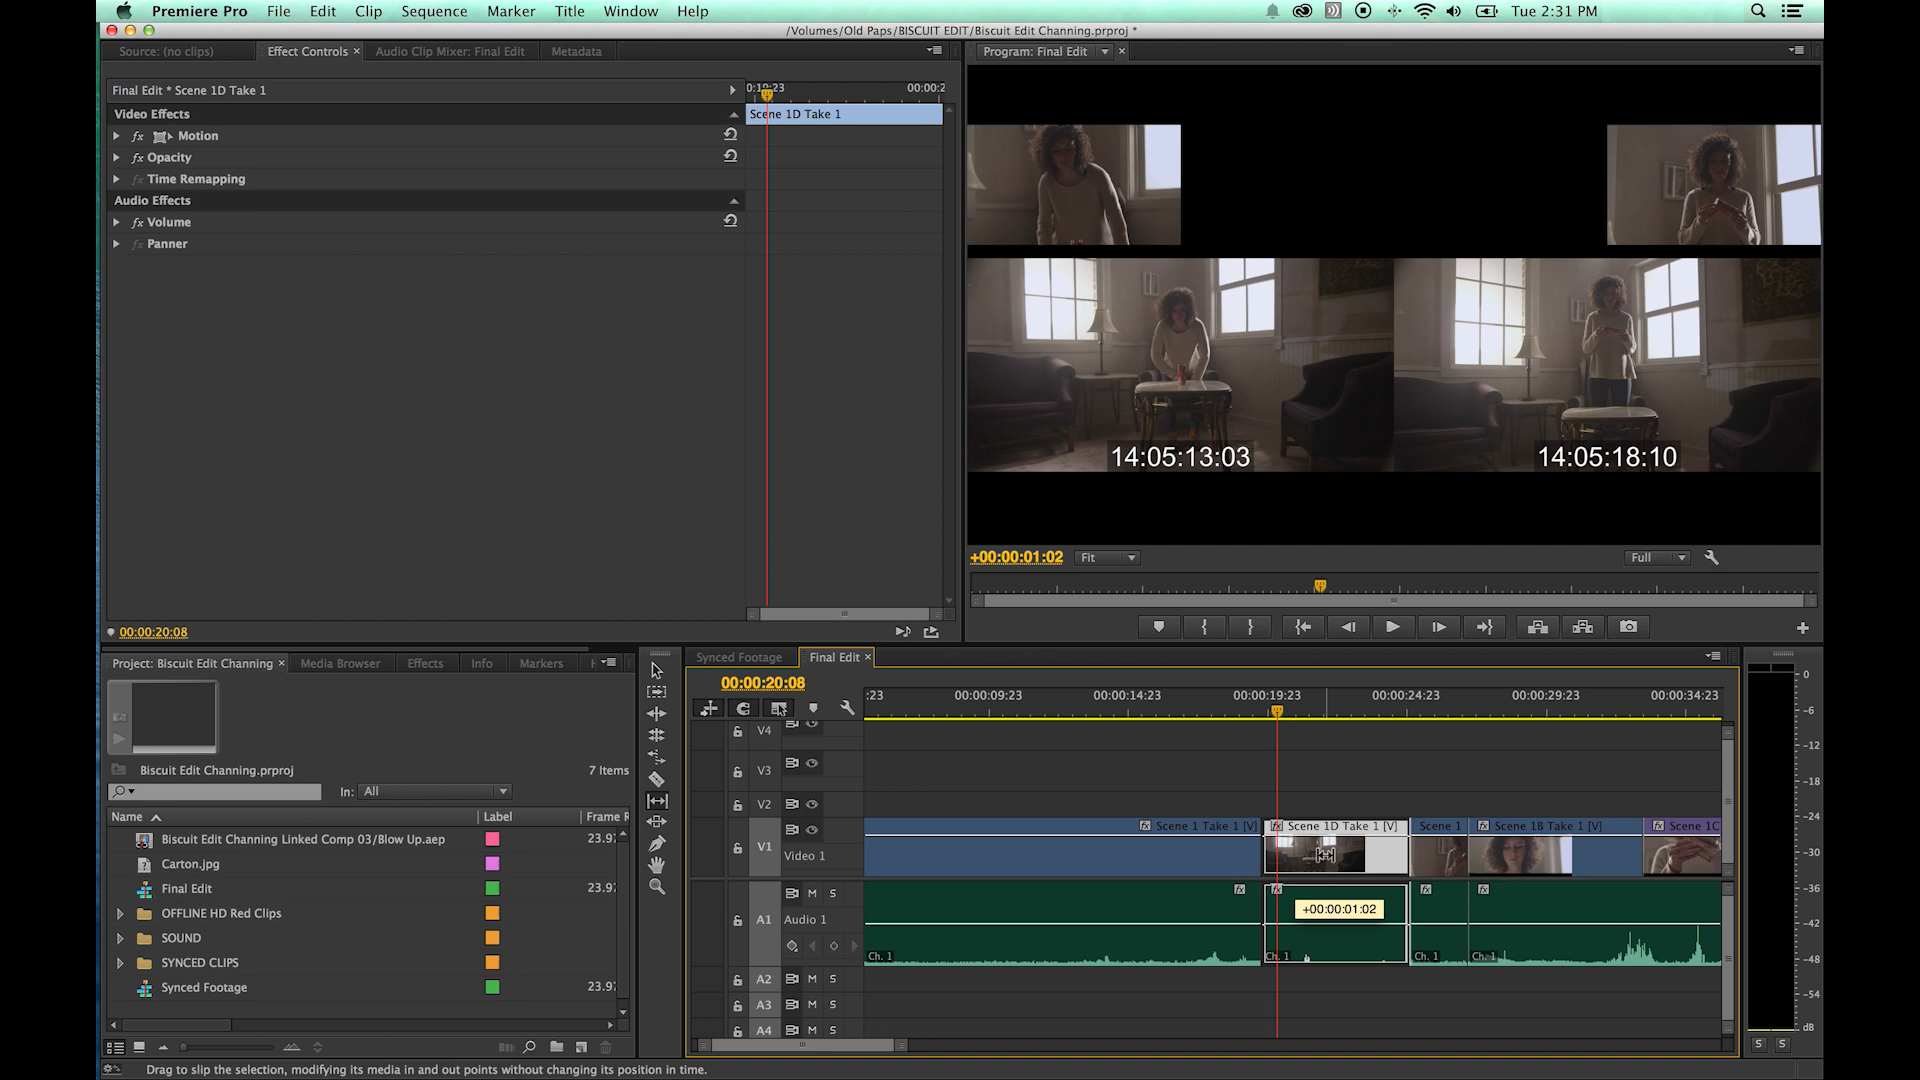 Premiere Pro File Edit Clip Sequence Marker Title Window Help Tue 2:31 PM
/Volumes/Old Paps/BISCUIT EDIT/Biscuit Edit Channing.prproj *
Source: (no clips) Effect Controls × Audio Clip Mixer: Final Edit Metadata
Program: Final Edit ×
Final Edit * Scene 1D Take 1
00:00:2
Video Effects
Scene 1D Take 1
fx Motion
fx Opacity
fx Time Remapping
Audio Effects
fx Volume
fx Panner
14:05:13:03
14:05:18:10
+00:00:01:02 Fit Full
00:00:20:08
Project: Biscuit Edit Channing × Media Browser Effects Info Markers
Synced Footage Final Edit ×
00:00:20:08
:23 00:00:09:23 00:00:14:23 00:00:19:23 00:00:24:23 00:00:29:23 00:00:34:23
Biscuit Edit Channing.prproj 7 Items
In: All
Name Label Frame R
Biscuit Edit Channing Linked Comp 03/Blow Up.aep 23.97
Carton.jpg
Final Edit 23.97
OFFLINE HD Red Clips
SOUND
SYNCED CLIPS
Synced Footage 23.97
V4
V3
V2
V1 Video 1
fx Scene 1 Take 1 [V] fx Scene 1D Take 1 [V] Scene 1 fx Scene 1B Take 1 [V] fx Scene 1C
A1 M S
Audio 1
fx fx fx fx
+00:00:01:02
Ch. 1 Ch. 1 Ch. 1 Ch. 1
A2 M S
A3 M S
A4 M S
0
-6
-12
-18
-24
-30
-36
-42
-48
-54
dB
S S
Drag to slip the selection, modifying its media in and out points without changing its position in time.